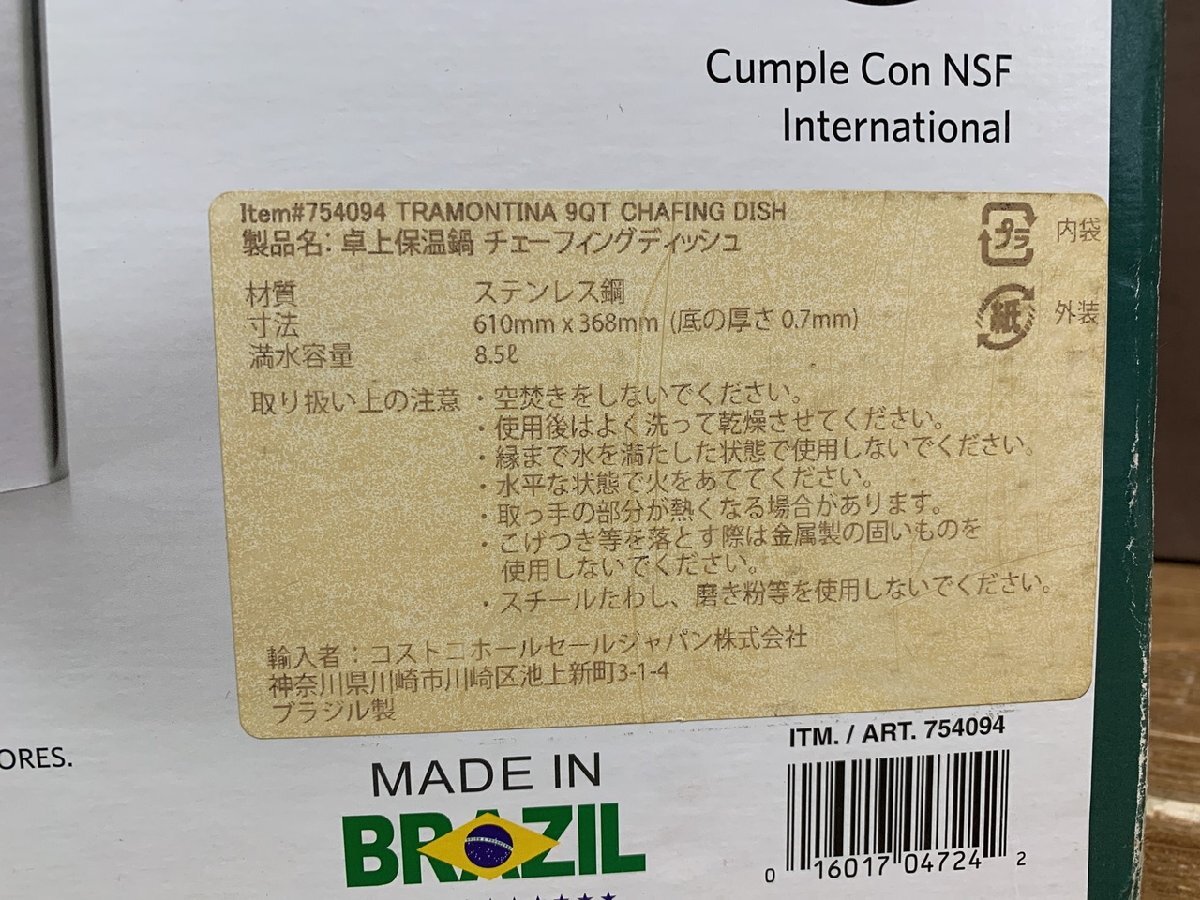 Cumple Con NSF
International
Item#754094 TRAMONTINA 9QT CHAFING DISH
製品名: 卓上保温鍋 チェーフィングディッシュ
プラ 内袋
紙 外装
材質 ステンレス鋼
寸法 610mm x 368mm (底の厚さ 0.7mm)
満水容量 8.5ℓ
取り扱い上の注意 ・空焚きをしないでください。
・使用後はよく洗って乾燥させてください。
・縁まで水を満たした状態で使用しないでください。
・水平な状態で火をあててください。
・取っ手の部分が熱くなる場合があります。
・こげつき等を落とす際は金属製の固いものを
使用しないでください。
・スチールたわし、磨き粉等を使用しないでください。
輸入者：コストコホールセールジャパン株式会社
神奈川県川崎市川崎区池上新町3-1-4
ブラジル製
ORES.
MADE IN
BRAZIL
ITM. / ART. 754094
0 16017 04724 2